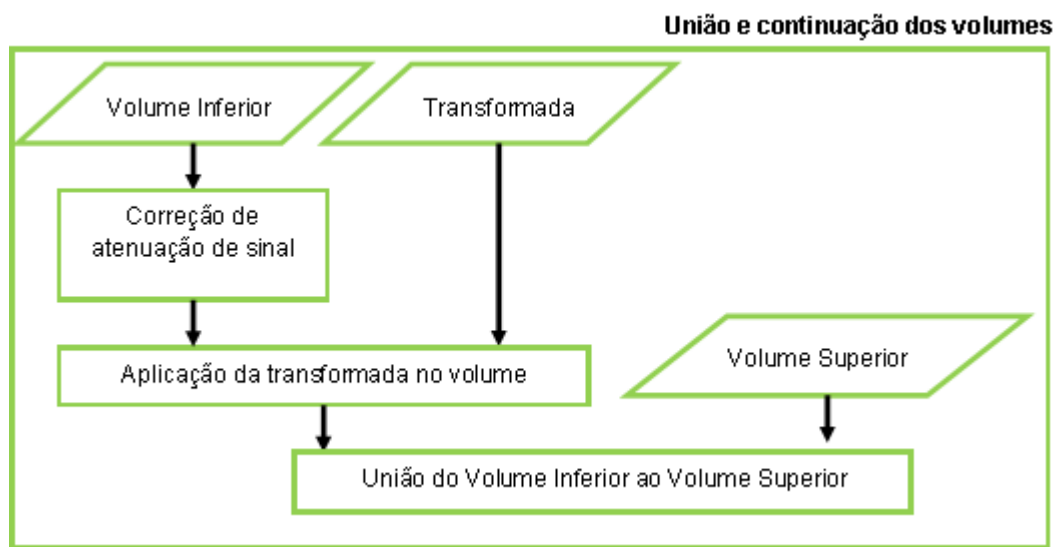 União e continuação dos volumes
Volume Inferior
Transformada
Correção de
atenuação de sinal
Aplicação da transformada no volume
Volume Superior
União do Volume Inferior ao Volume Superior